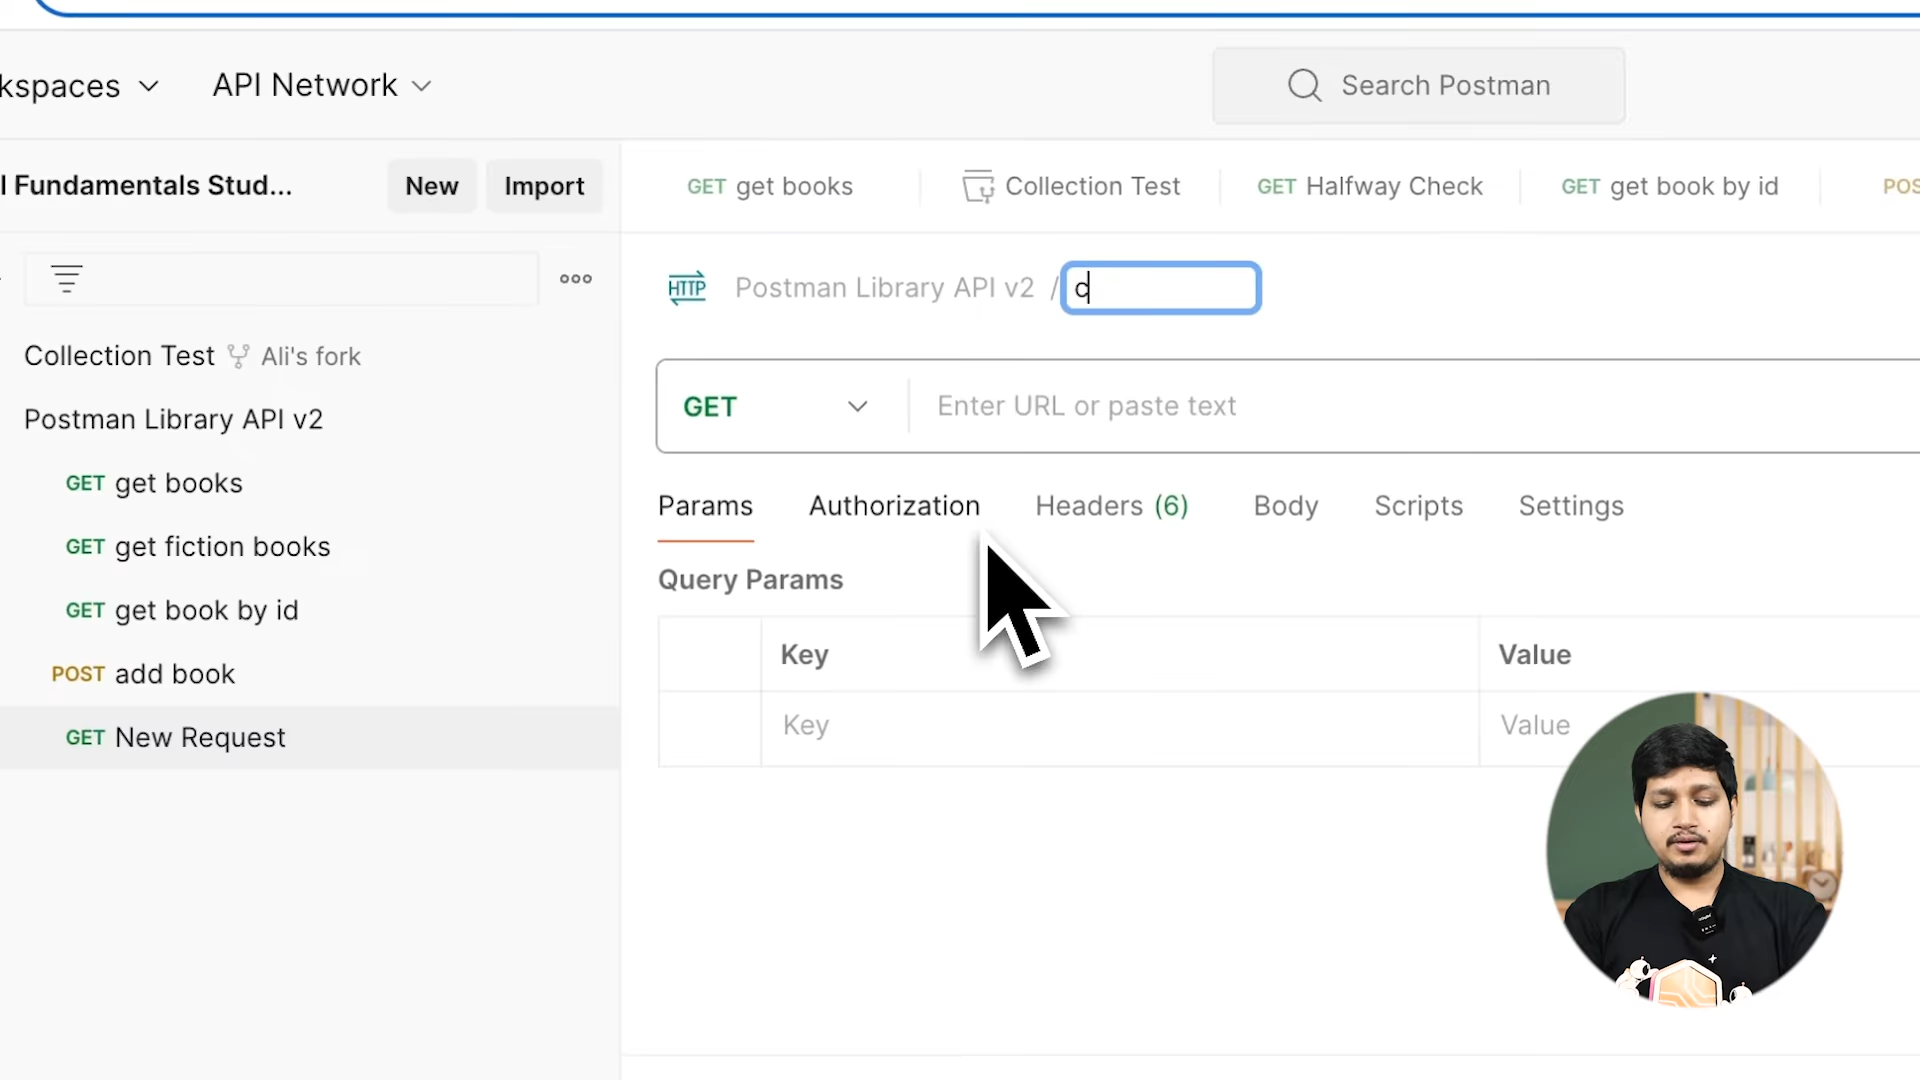 kspaces
API Network
Search Postman
I Fundamentals Stud...
New
Import
GET get books
Collection Test
GET Halfway Check
GET get book by id
POS
HTTP
Postman Library API v2 / c
Collection Test Ali's fork
Postman Library API v2
GET get books
GET get fiction books
GET get book by id
POST add book
GET New Request
GET
Enter URL or paste text
Params
Authorization
Headers (6)
Body
Scripts
Settings
Query Params
Key
Value
Key
Value